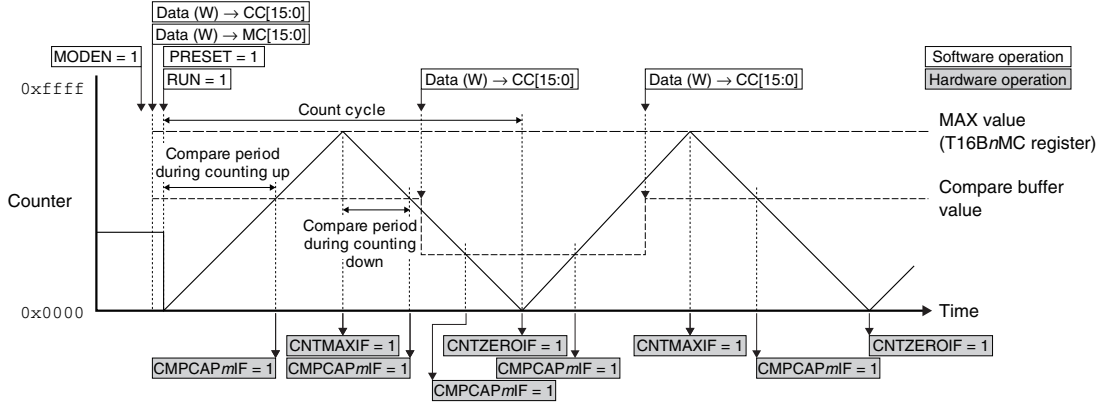 Data (W) → CC[15:0]
Data (W) → MC[15:0]
MODEN = 1
PRESET = 1
RUN = 1
Data (W) → CC[15:0]
Data (W) → CC[15:0]
Software operation
Hardware operation
0xffff
Count cycle
MAX value
(T16BnMC register)
Compare period
during counting up
Compare buffer
value
Counter
Compare period
during counting
down
0x0000
Time
CNTMAXIF = 1
CNTZEROIF = 1
CNTMAXIF = 1
CNTZEROIF = 1
CMPCAPmIF = 1
CMPCAPmIF = 1
CMPCAPmIF = 1
CMPCAPmIF = 1
CMPCAPmIF = 1